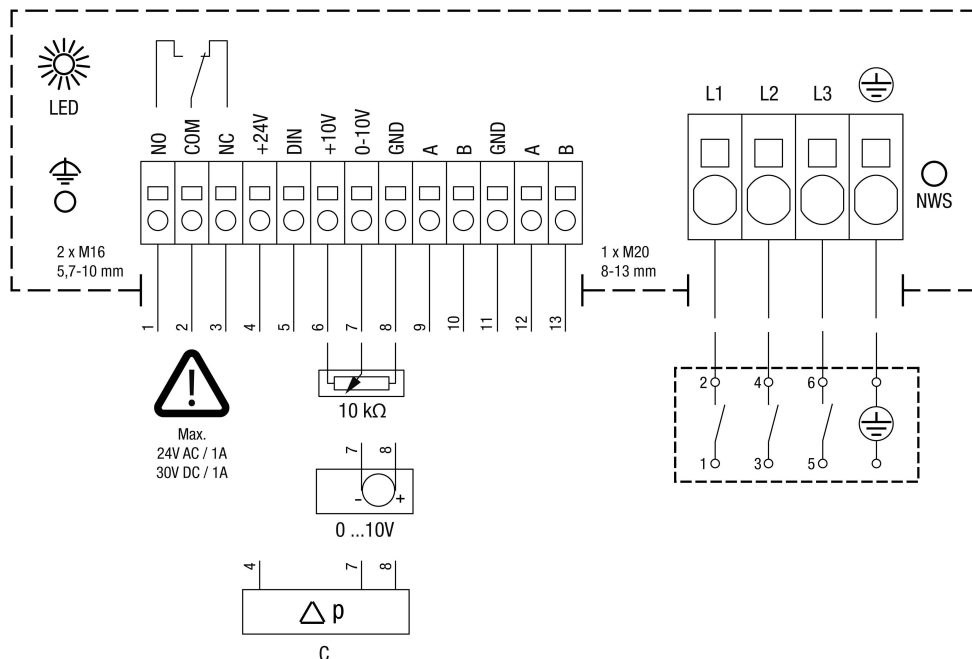 LED
NO COM NC +24V DIN +10V 0-10V GND A B GND A B
L1 L2 L3
NWS
2 x M16
5,7-10 mm
1 x M20
8-13 mm
1 2 3 4 5 6 7 8 9 10 11 12 13
Max.
24V AC / 1A
30V DC / 1A
10 kΩ
7 8
- +
0 ...10V
4 7 8
△ p
C
2 4 6
1 3 5